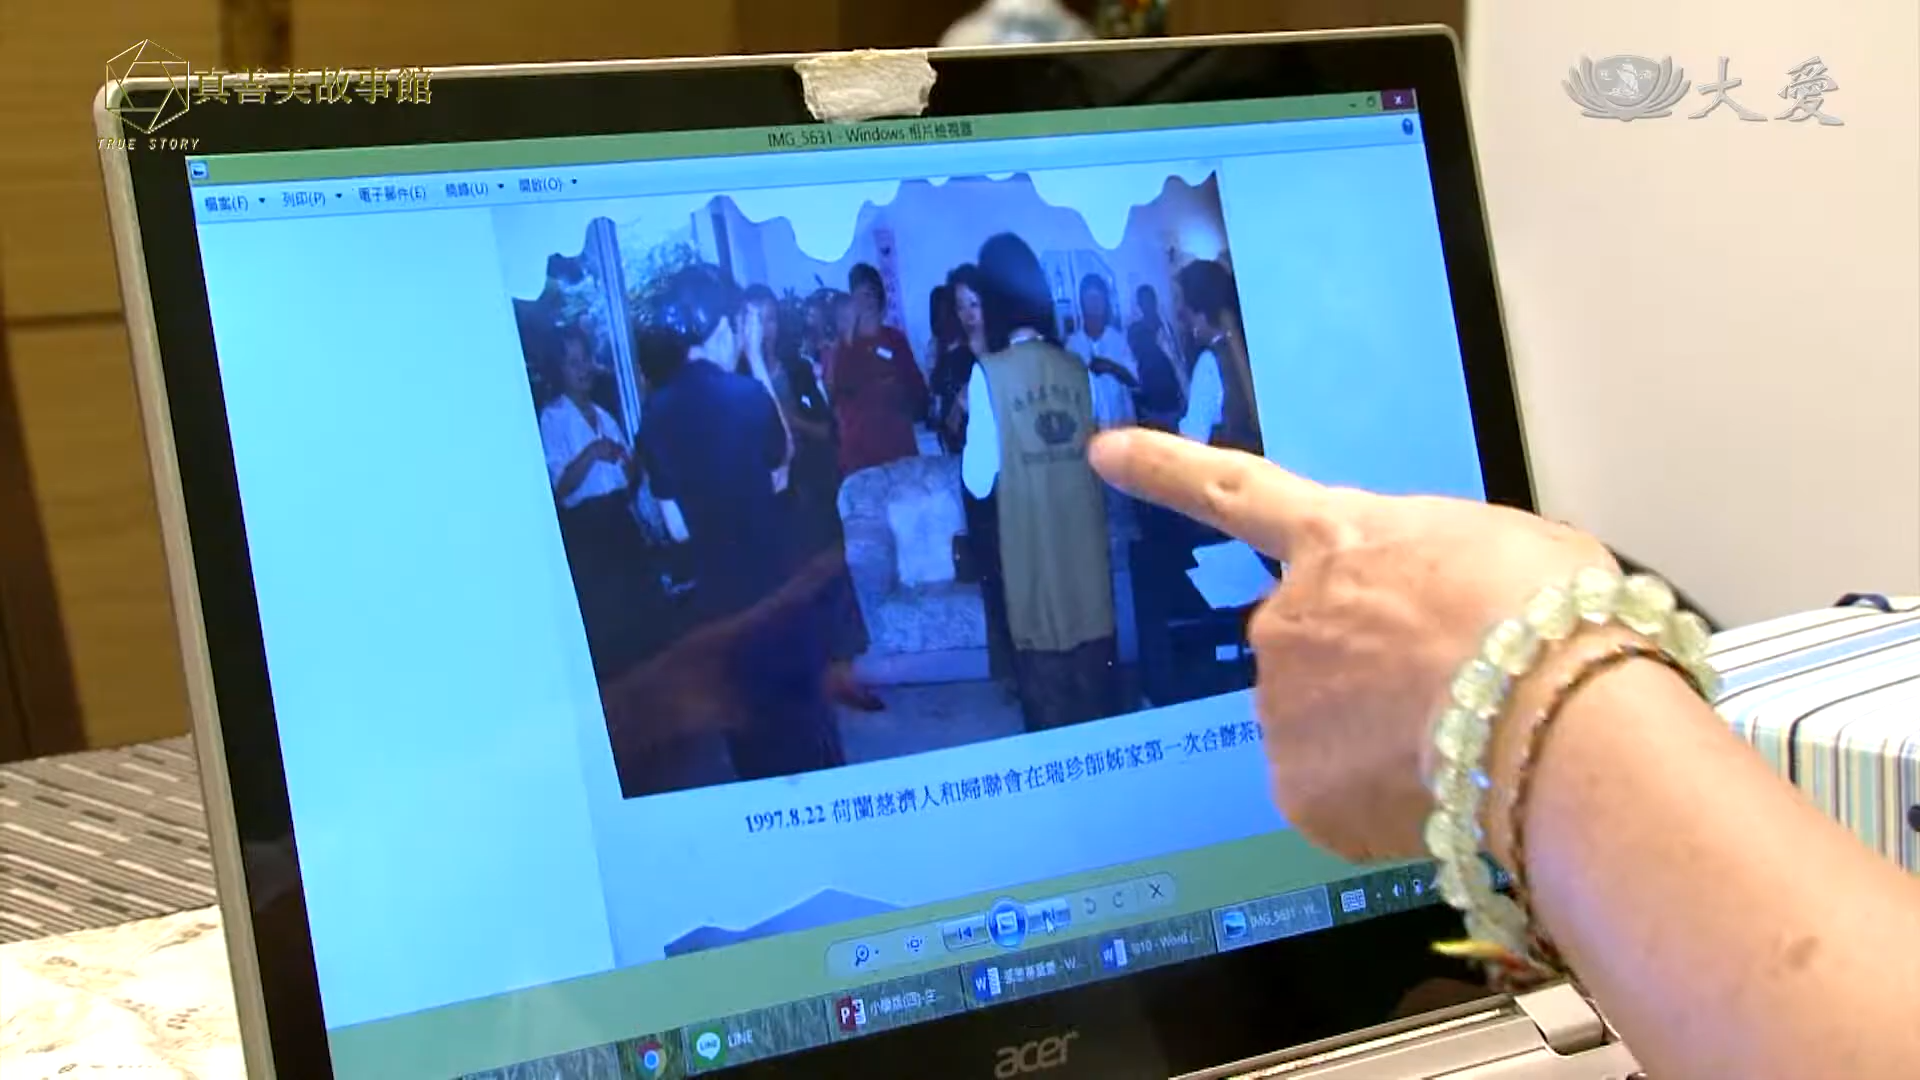 真善美故事館
TRUE STORY
大愛
IMG_5631 - Windows 相片檢視器
檔案(F) 列印(P) 電子郵件(E) 燒錄(U) 開啟(O)
1997.8.22 荷蘭慈濟人和婦聯會在瑞珍師姊家第一次合辦茶
IMG_5631 -
LINE
acer